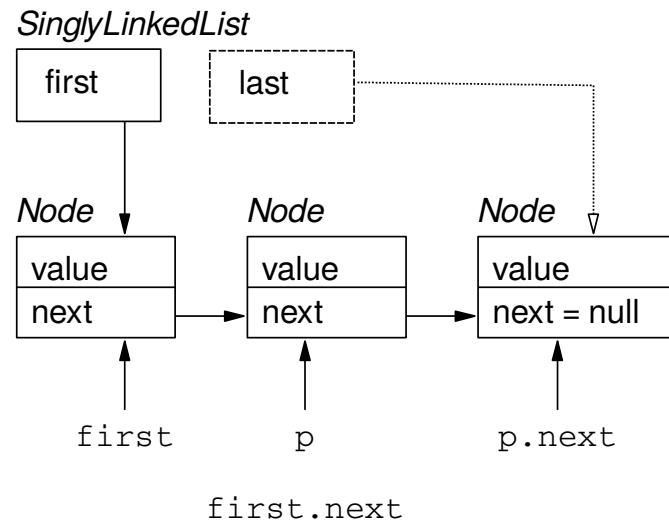 SinglyLinkedList
first last
Node Node Node
value value value
next next next = null
first p p.next
first.next